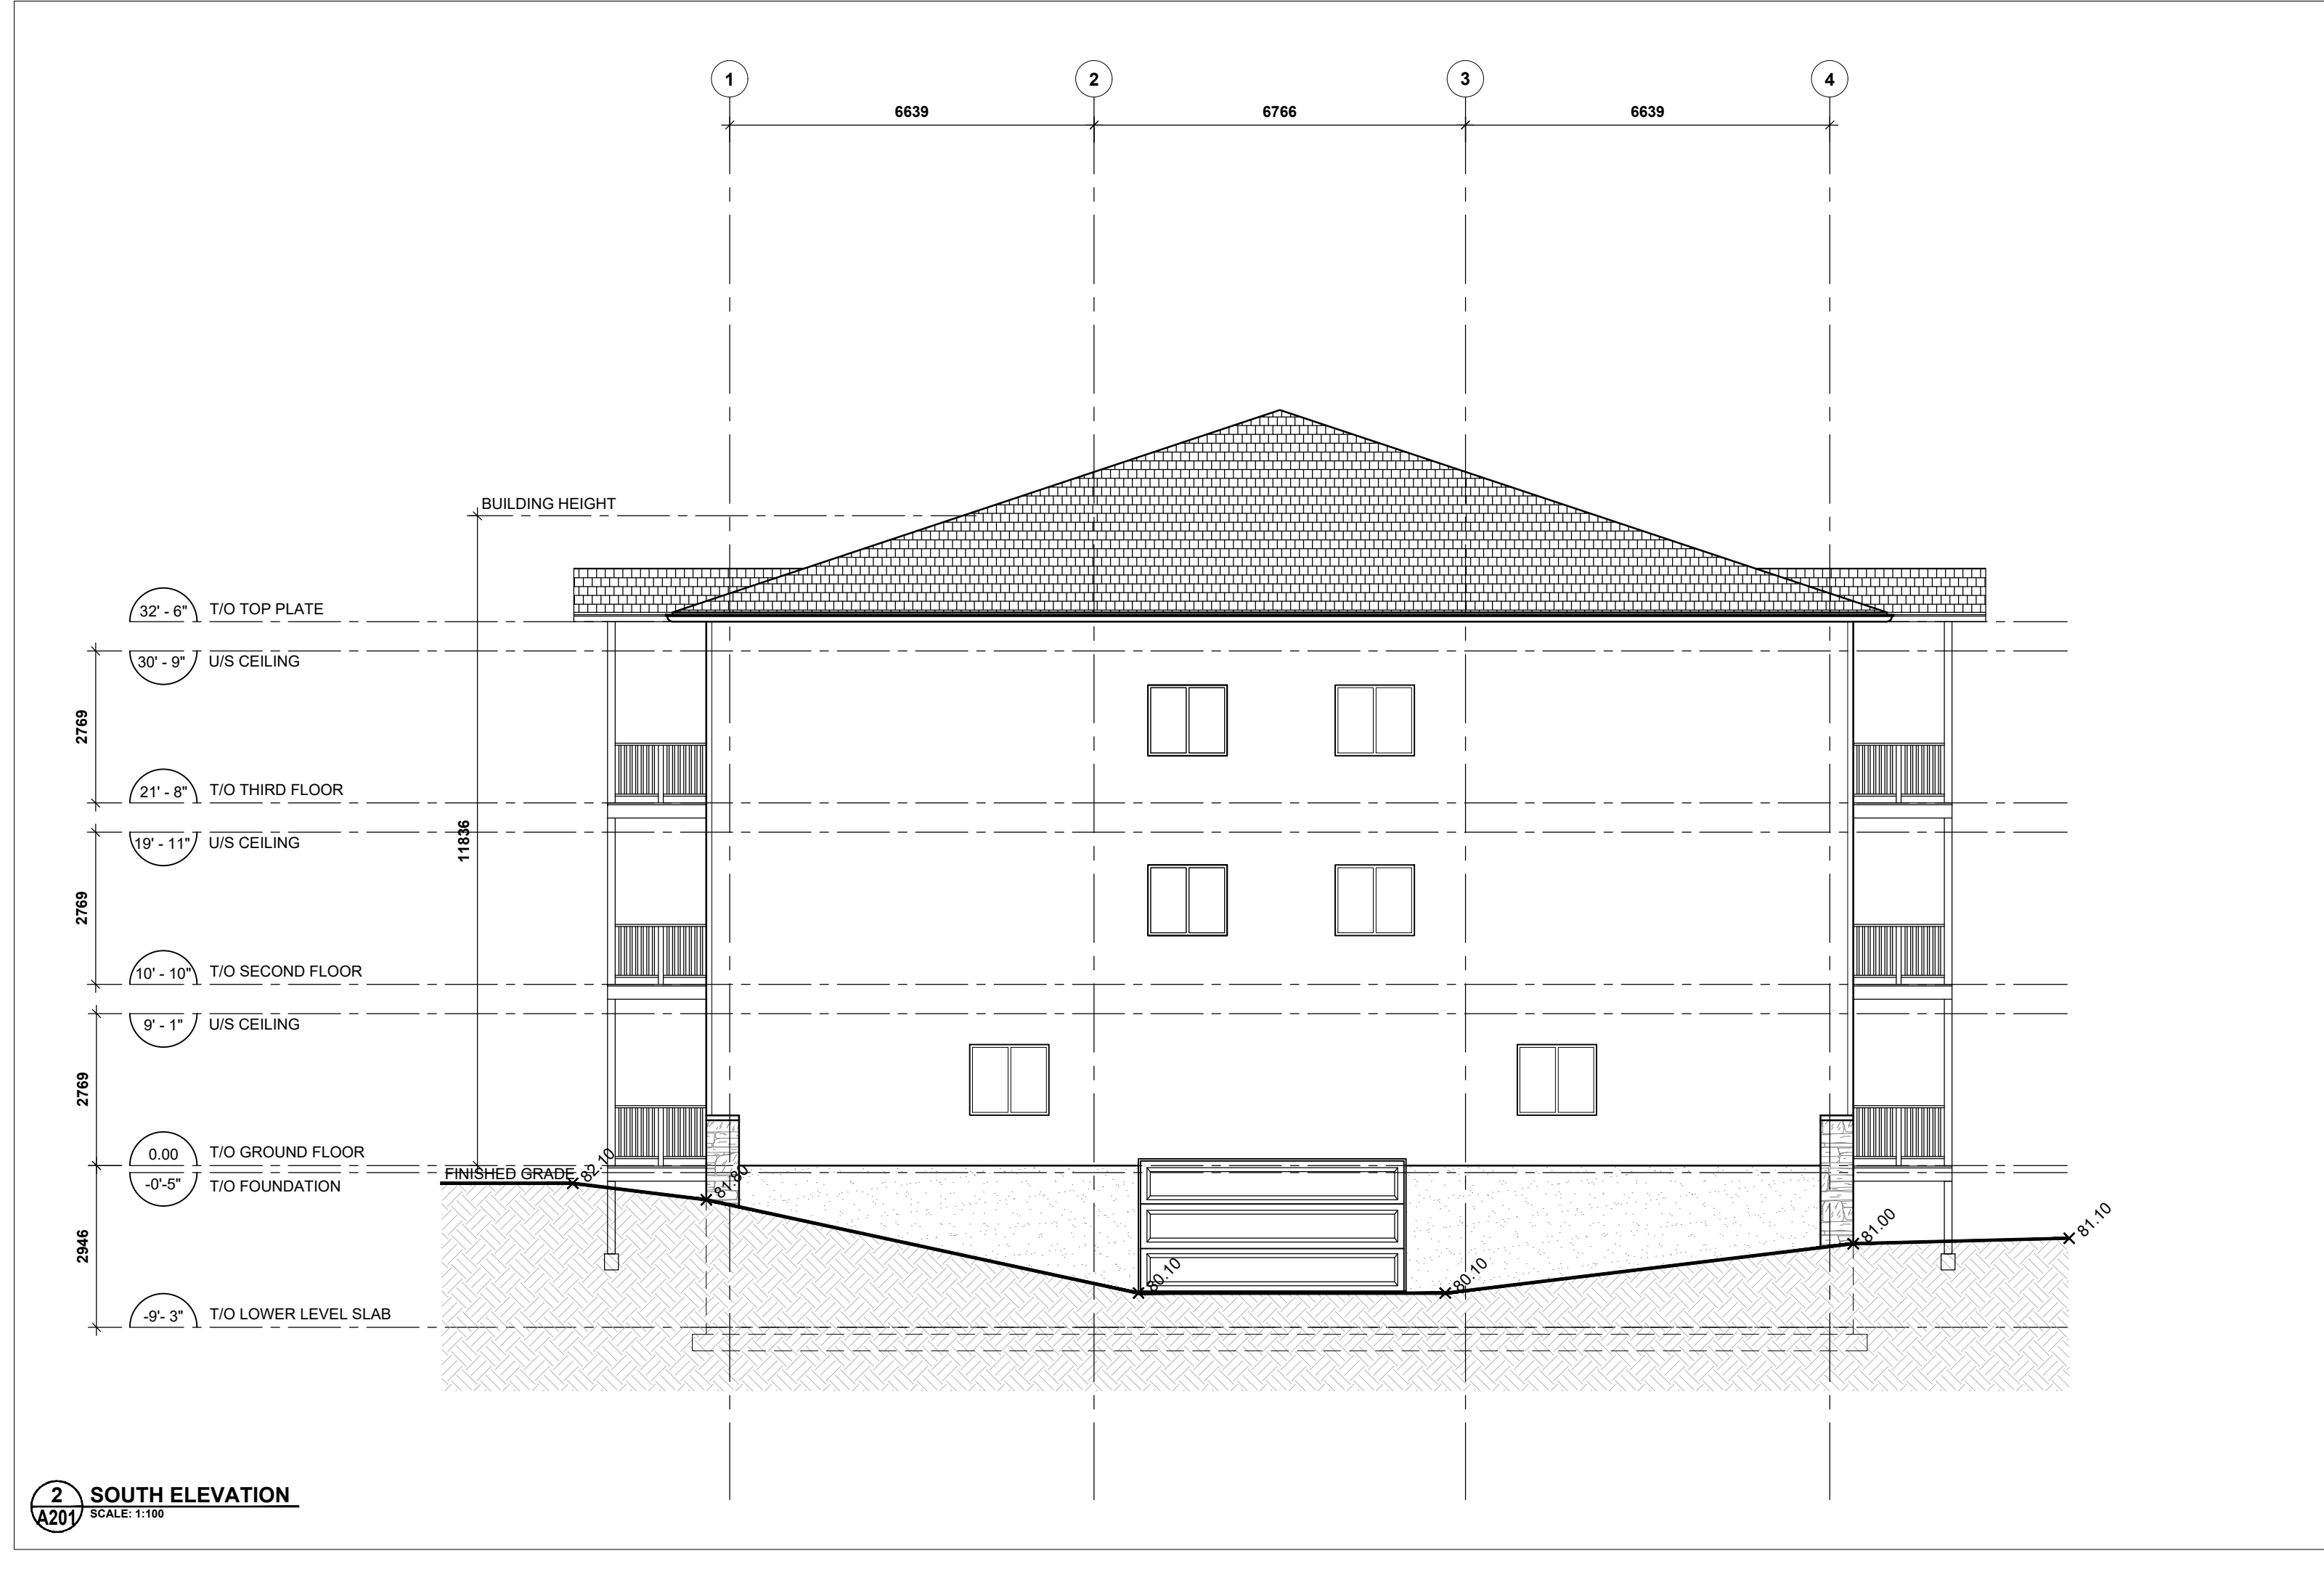 1
2
3
4
6639
6766
6639
BUILDING HEIGHT
32' - 6" T/O TOP PLATE
30' - 9" U/S CEILING
2769
21' - 8" T/O THIRD FLOOR
11836
19' - 11" U/S CEILING
2769
10' - 10" T/O SECOND FLOOR
9' - 1" U/S CEILING
2769
0.00 T/O GROUND FLOOR
FINISHED GRADE
82.10
81.80
-0'-5" T/O FOUNDATION
81.00
81.10
2946
80.10
80.10
-9'- 3" T/O LOWER LEVEL SLAB
2
A201
SOUTH ELEVATION
SCALE: 1:100